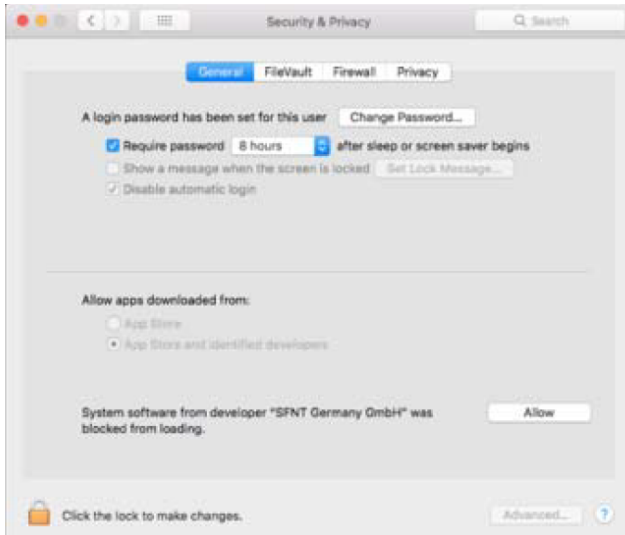 Security & Privacy
Search
General FileVault Firewall Privacy
A login password has been set for this user Change Password...
Require password 8 hours after sleep or screen saver begins
Show a message when the screen is locked Set Lock Message...
Disable automatic login
Allow apps downloaded from:
App Store
App Store and identified developers
System software from developer "SFNT Germany GmbH" was Allow
blocked from loading.
Click the lock to make changes. Advanced... ?